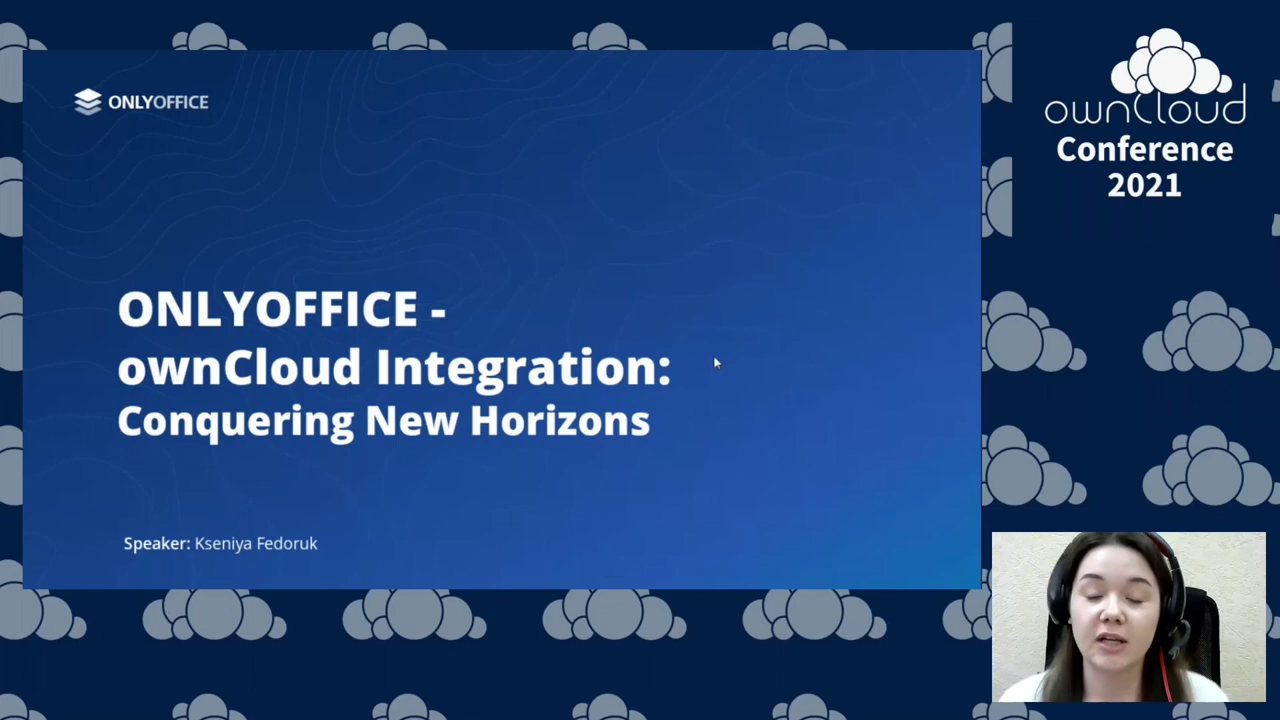 ONLYOFFICE
ONLYOFFICE -
ownCloud Integration:
Conquering New Horizons
Speaker: Kseniya Fedoruk
ownCloud
Conference
2021